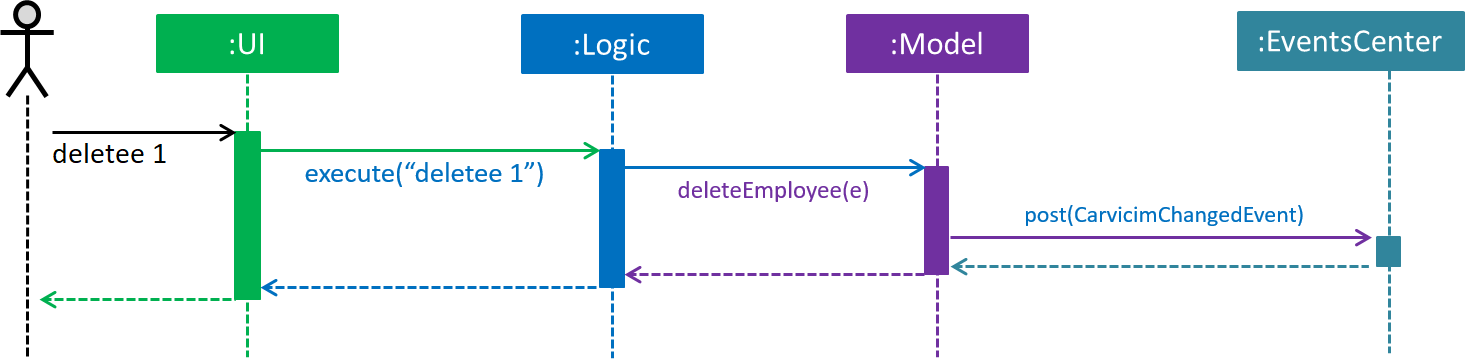 :UI
:Logic
:Model
:EventsCenter
deletee 1
execute(“deletee 1”)
deleteEmployee(e)
post(CarvicimChangedEvent)